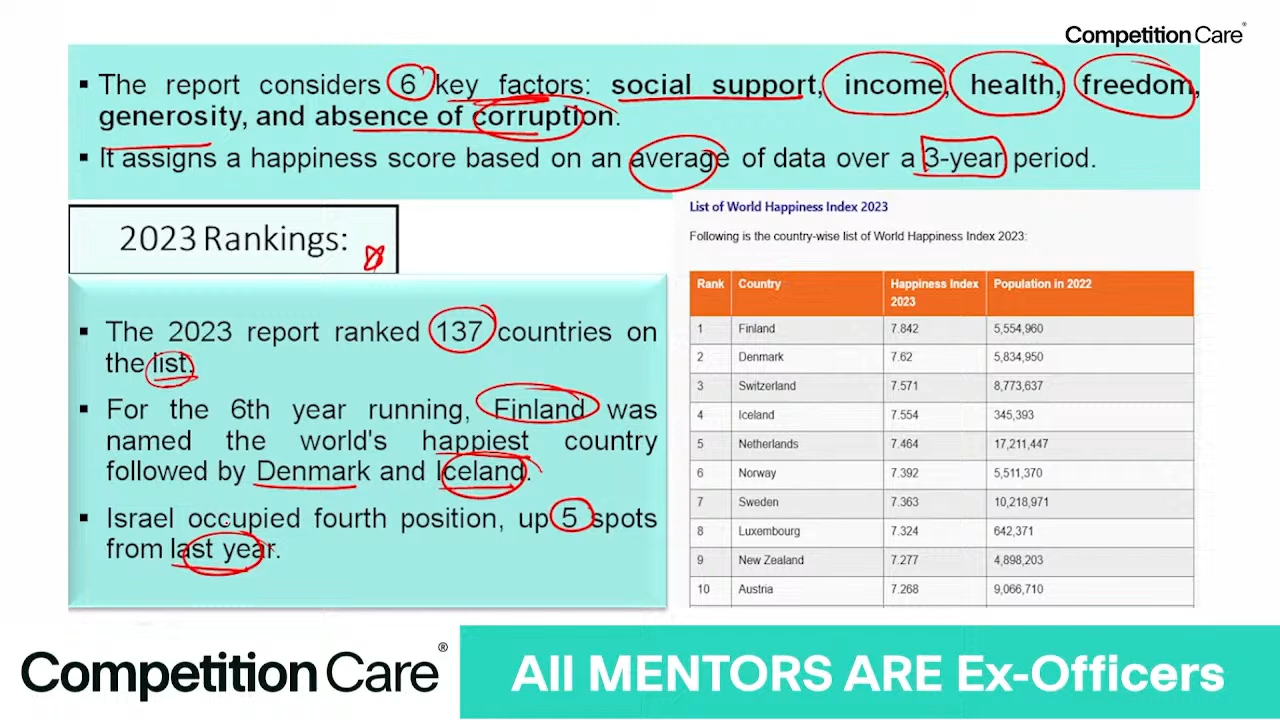 Competition Care®
▪ The report considers 6 key factors: social support, income, health, freedom,
generosity, and absence of corruption.
▪ It assigns a happiness score based on an average of data over a 3-year period.
2023 Rankings:
▪ The 2023 report ranked 137 countries on
the list.
▪ For the 6th year running, Finland was
named the world's happiest country
followed by Denmark and Iceland.
▪ Israel occupied fourth position, up 5 spots
from last year.
List of World Happiness Index 2023
Following is the country-wise list of World Happiness Index 2023:
Rank Country Happiness Index 2023 Population in 2022
1 Finland 7.842 5,554,960
2 Denmark 7.62 5,834,950
3 Switzerland 7.571 8,773,637
4 Iceland 7.554 345,393
5 Netherlands 7.464 17,211,447
6 Norway 7.392 5,511,370
7 Sweden 7.363 10,218,971
8 Luxembourg 7.324 642,371
9 New Zealand 7.277 4,898,203
10 Austria 7.268 9,066,710
Competition Care®
All MENTORS ARE Ex-Officers